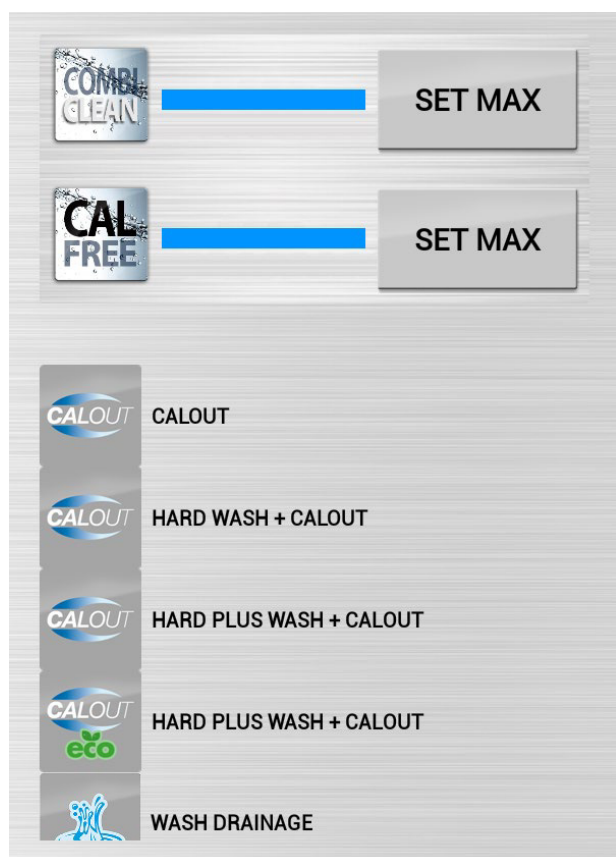 COMBI
CLEAN
SET MAX
CAL
FREE
SET MAX
CALOUT
CALOUT
CALOUT
HARD WASH + CALOUT
CALOUT
HARD PLUS WASH + CALOUT
CALOUT
eco
HARD PLUS WASH + CALOUT
WASH DRAINAGE